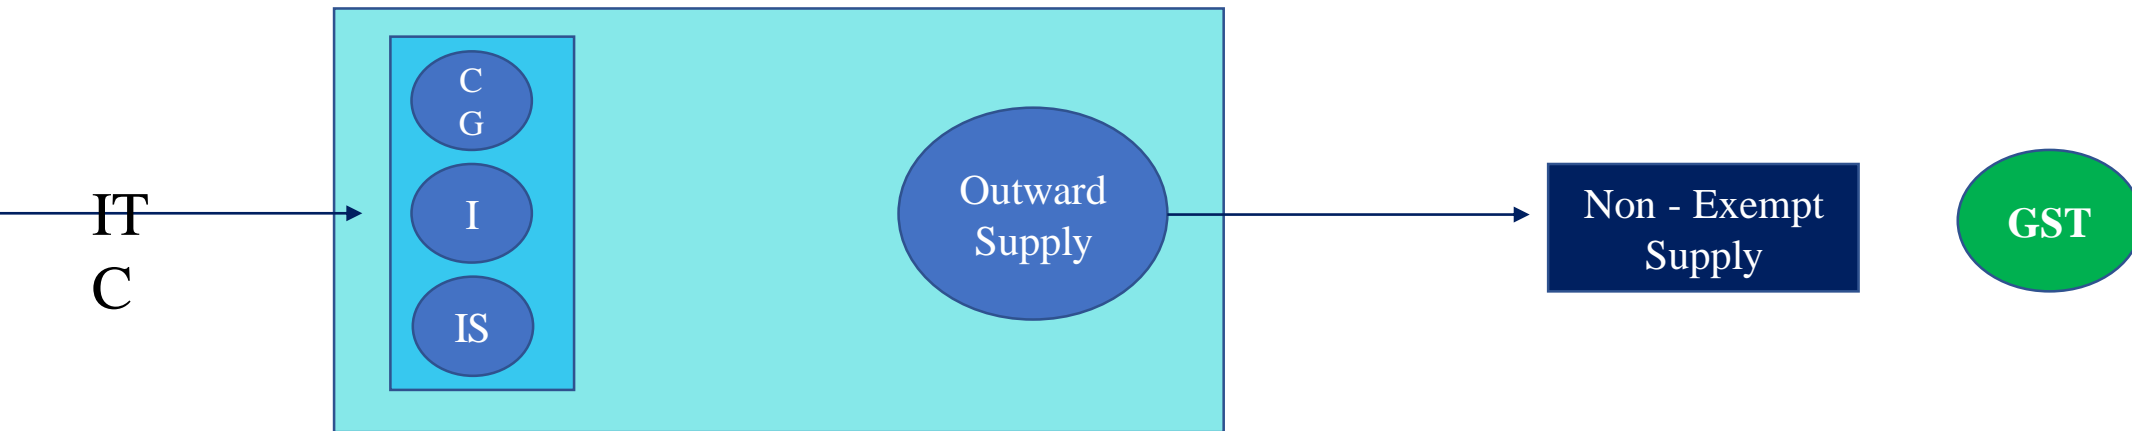 IT
C
C
G
I
IS
Outward
Supply
Non - Exempt
Supply
GST